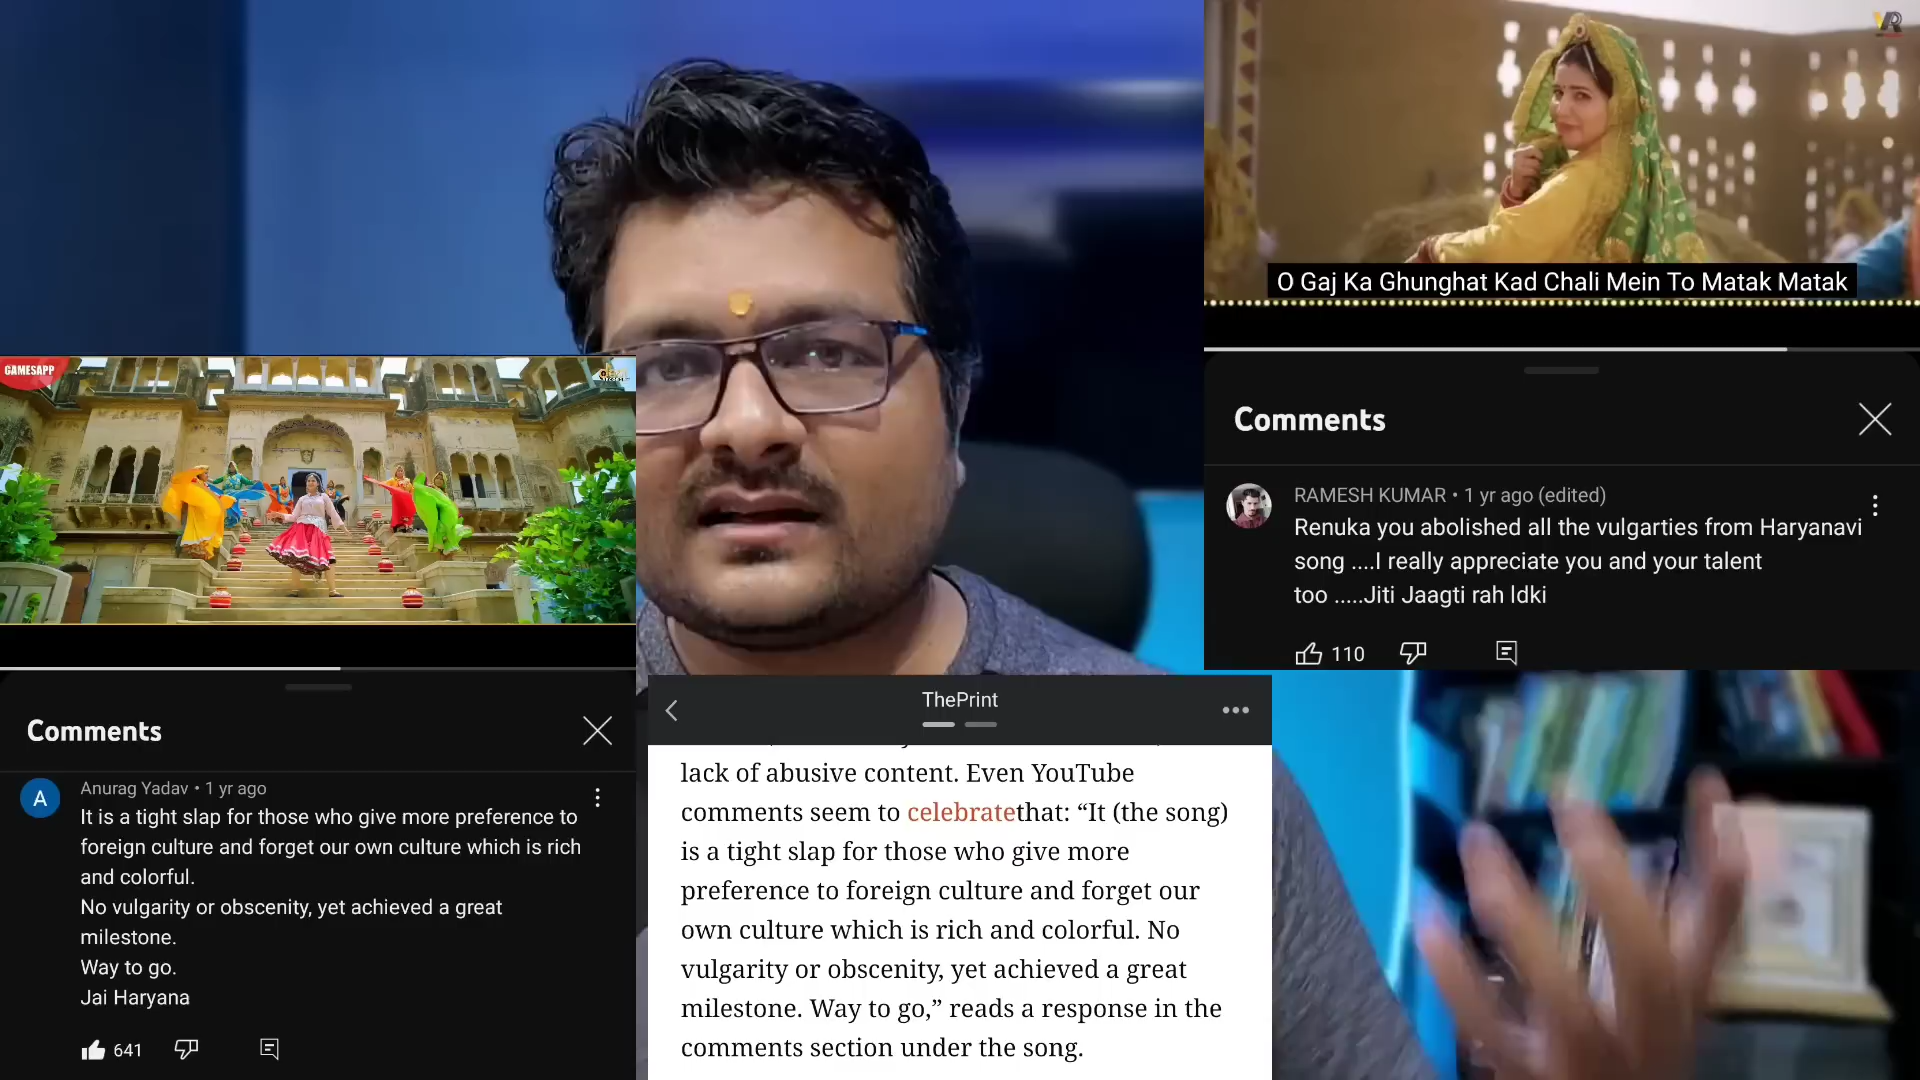 VR
O Gaj Ka Ghunghat Kad Chali Mein To Matak Matak
Comments
RAMESH KUMAR • 1 yr ago (edited)
Renuka you abolished all the vulgarties from Haryanavi
song ....I really appreciate you and your talent
too .....Jiti Jaagti rah ldki
110
GAMESAPP
Comments
A
Anurag Yadav • 1 yr ago
It is a tight slap for those who give more preference to
foreign culture and forget our own culture which is rich
and colorful.
No vulgarity or obscenity, yet achieved a great
milestone.
Way to go.
Jai Haryana
641
ThePrint
lack of abusive content. Even YouTube
comments seem to celebratethat: “It (the song)
is a tight slap for those who give more
preference to foreign culture and forget our
own culture which is rich and colorful. No
vulgarity or obscenity, yet achieved a great
milestone. Way to go,” reads a response in the
comments section under the song.